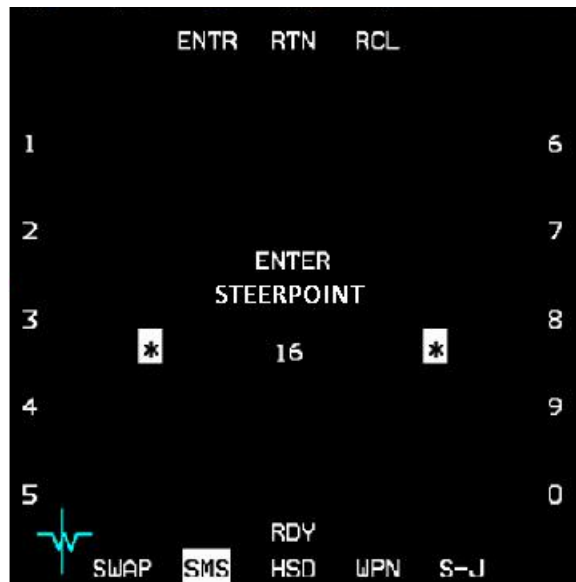 ENTR RTN RCL
1 6
2 7
ENTER
STEERPOINT
3 8
* 16 *
4 9
5 0
RDY
SWAP SMS HSD WPN S-J